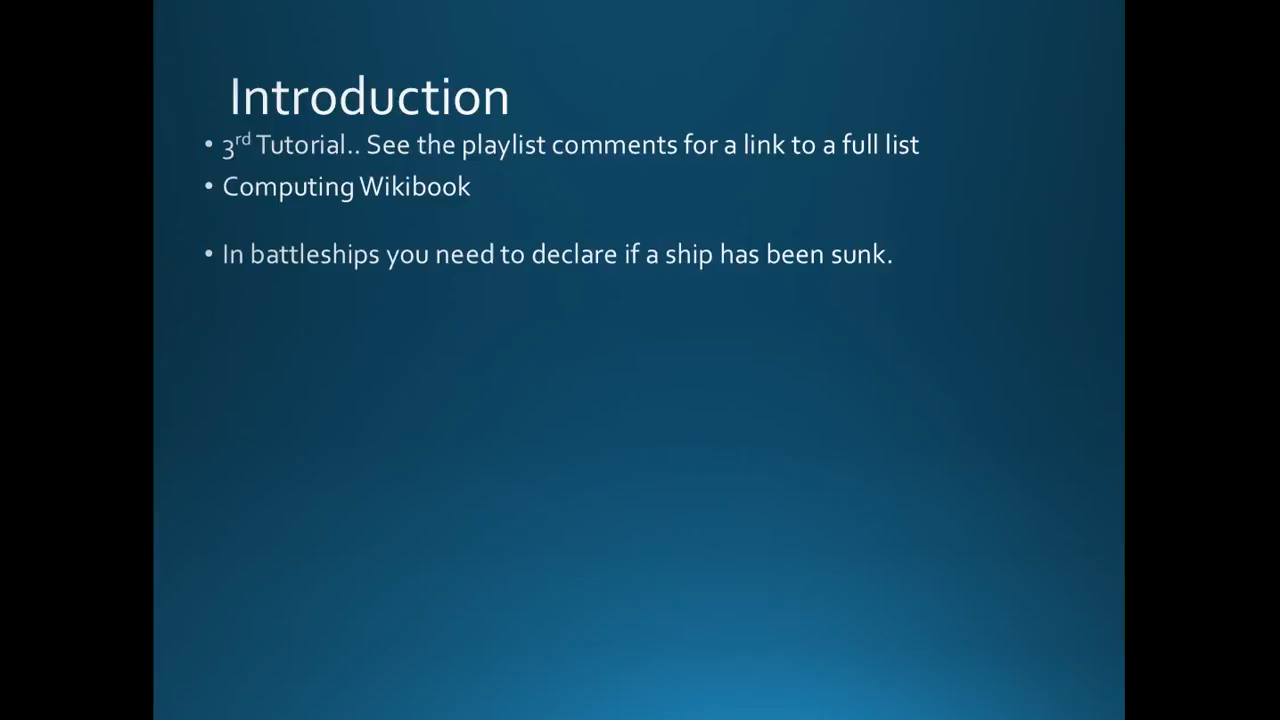 Introduction
• 3rd Tutorial.. See the playlist comments for a link to a full list
• Computing Wikibook
• In battleships you need to declare if a ship has been sunk.